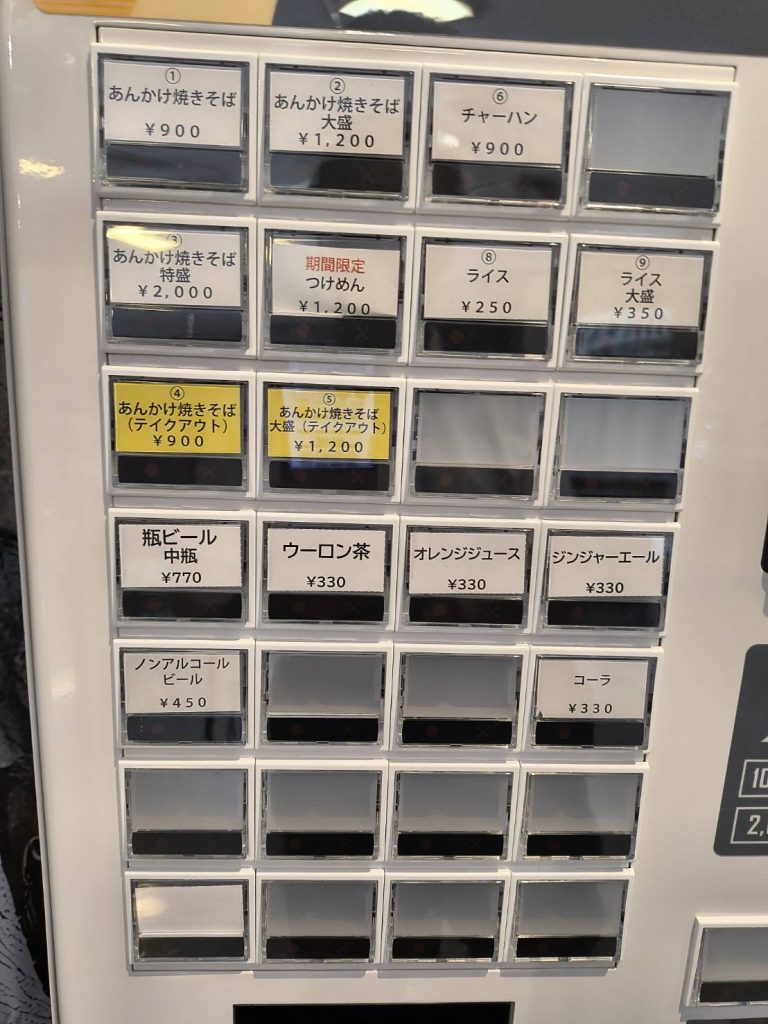 ①
あんかけ焼きそば
￥900
②
あんかけ焼きそば
大盛
￥1,200
⑥
チャーハン
￥900
③
あんかけ焼きそば
特盛
￥2,000
期間限定
つけめん
￥1,200
⑧
ライス
￥250
⑨
ライス
大盛
￥350
④
あんかけ焼きそば
（テイクアウト）
￥900
⑤
あんかけ焼きそば
大盛（テイクアウト）
￥1,200
瓶ビール
中瓶
¥770
ウーロン茶
¥330
オレンジジュース
¥330
ジンジャーエール
¥330
ノンアルコール
ビール
￥450
コーラ
￥330